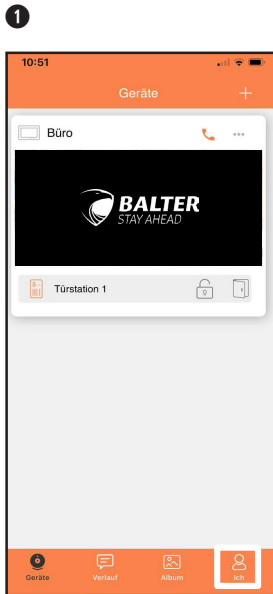 1
10:51
Geräte +
Büro
BALTER
STAY AHEAD
Türstation 1
Geräte Verlauf Album Ich